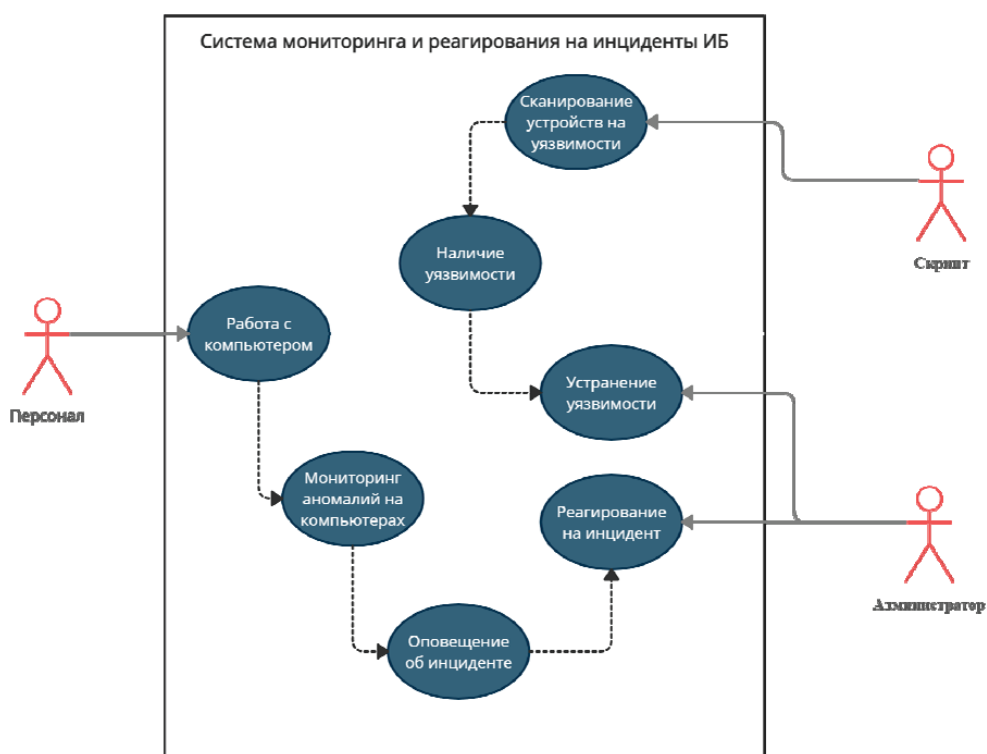 Система мониторинга и реагирования на инциденты ИБ
Сканирование
устройств на
уязвимости
Скрипт
Наличие
уязвимости
Работа с
компьютером
Персонал
Устранение
уязвимости
Мониторинг
аномалий на
компьютерах
Реагирование
на инцидент
Администратор
Оповещение
об инциденте